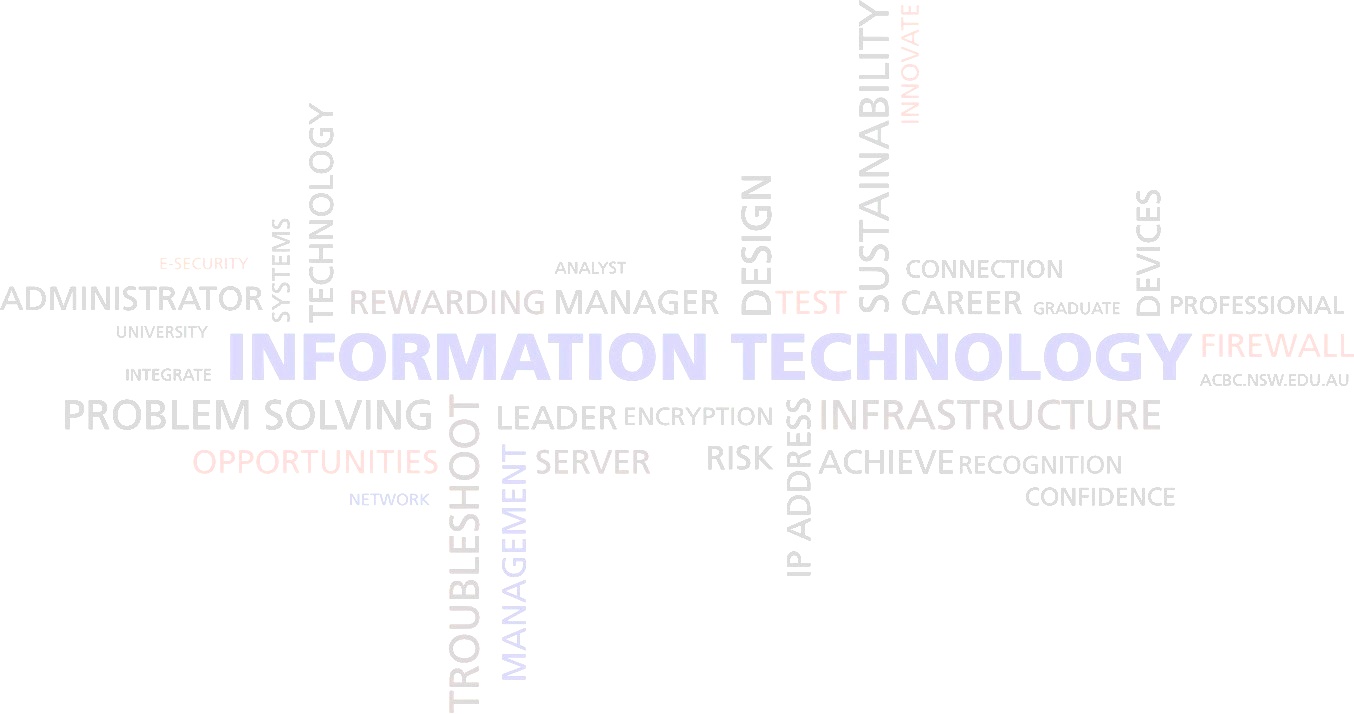 SUSTAINABILITY
INNOVATE
TECHNOLOGY
DESIGN
DEVICES
SYSTEMS
E-SECURITY
ANALYST
CONNECTION
ADMINISTRATOR
REWARDING MANAGER
TEST
CAREER
GRADUATE
PROFESSIONAL
UNIVERSITY
INFORMATION TECHNOLOGY
FIREWALL
INTEGRATE
ACBC.NSW.EDU.AU
PROBLEM SOLVING
TROUBLESHOOT
LEADER
ENCRYPTION
IP ADDRESS
INFRASTRUCTURE
OPPORTUNITIES
MANAGEMENT
SERVER
RISK
ACHIEVE
RECOGNITION
NETWORK
CONFIDENCE